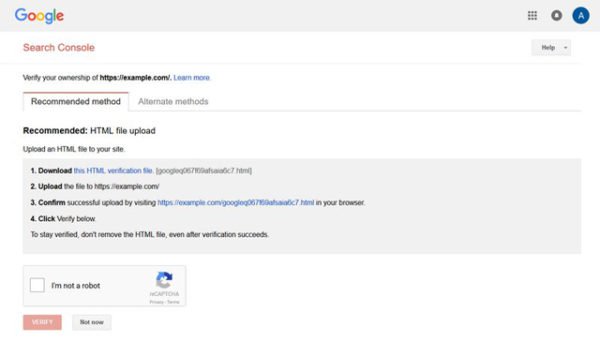 Google
A
Search Console
Help
Verify your ownership of https://example.com/. Learn more.
Recommended method
Alternate methods
Recommended: HTML file upload
Upload an HTML file to your site.
1. Download this HTML verification file. [googleq067f69afsaia6c7.html]
2. Upload the file to https://example.com/
3. Confirm successful upload by visiting https://example.com/googleq067f69afsaia6c7.html in your browser.
4. Click Verify below.
To stay verified, don't remove the HTML file, even after verification succeeds.
I'm not a robot
reCAPTCHA
Privacy - Terms
VERIFY
Not now